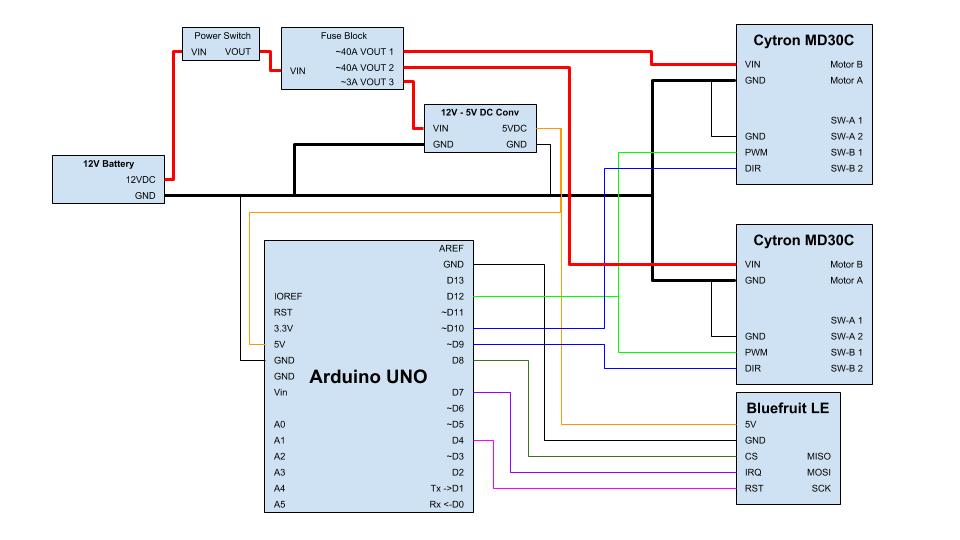 Power Switch
VIN VOUT
Fuse Block
~40A VOUT 1
~40A VOUT 2
VIN
~3A VOUT 3
12V - 5V DC Conv
VIN 5VDC
GND GND
12V Battery
12VDC
GND
Cytron MD30C
VIN Motor B
GND Motor A
SW-A 1
GND SW-A 2
PWM SW-B 1
DIR SW-B 2
Cytron MD30C
VIN Motor B
GND Motor A
SW-A 1
GND SW-A 2
PWM SW-B 1
DIR SW-B 2
AREF
GND
D13
IOREF D12
RST ~D11
3.3V ~D10
5V ~D9
GND D8
GND
Arduino UNO
Vin D7
~D6
A0 ~D5
A1 D4
A2 ~D3
A3 D2
A4 Tx ->D1
A5 Rx <-D0
Bluefruit LE
5V
GND
CS MISO
IRQ MOSI
RST SCK